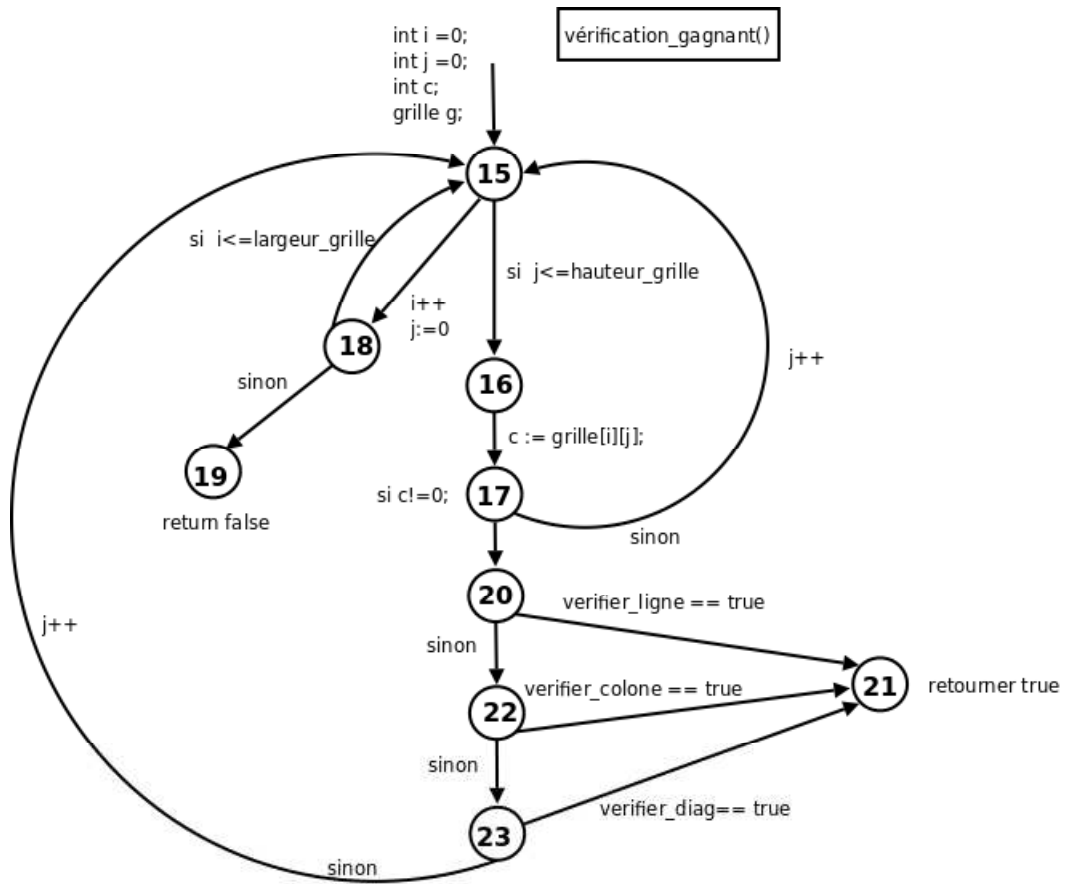 int i =0;
int j =0;
int c;
grille g;
vérification_gagnant()
15
si i<=largeur_grille
si j<=hauteur_grille
i++
j:=0
18
j++
16
sinon
c := grille[i][j];
19
si c!=0;
17
return false
sinon
20
verifier_ligne == true
j++
sinon
21
retourner true
verifier_colone == true
22
sinon
verifier_diag== true
23
sinon